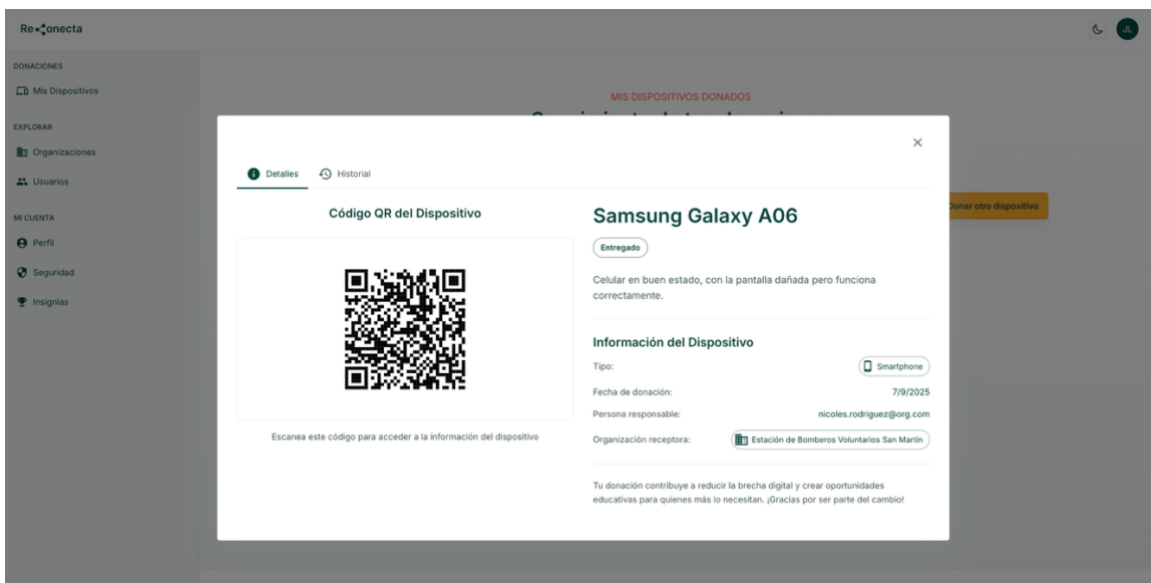 Reconecta
JL
DONACIONES
Mis Dispositivos
EXPLORAR
Organizaciones
Usuarios
MI CUENTA
Perfil
Seguridad
Insignias
MIS DISPOSITIVOS DONADOS
Donar otro dispositivo
Detalles
Historial
Código QR del Dispositivo
Escanea este código para acceder a la información del dispositivo
Samsung Galaxy A06
Entregado
Celular en buen estado, con la pantalla dañada pero funciona
correctamente.
Información del Dispositivo
Tipo: Smartphone
Fecha de donación: 7/9/2025
Persona responsable: nicoles.rodriguez@org.com
Organización receptora: Estación de Bomberos Voluntarios San Martín
Tu donación contribuye a reducir la brecha digital y crear oportunidades
educativas para quienes más lo necesitan. ¡Gracias por ser parte del cambio!